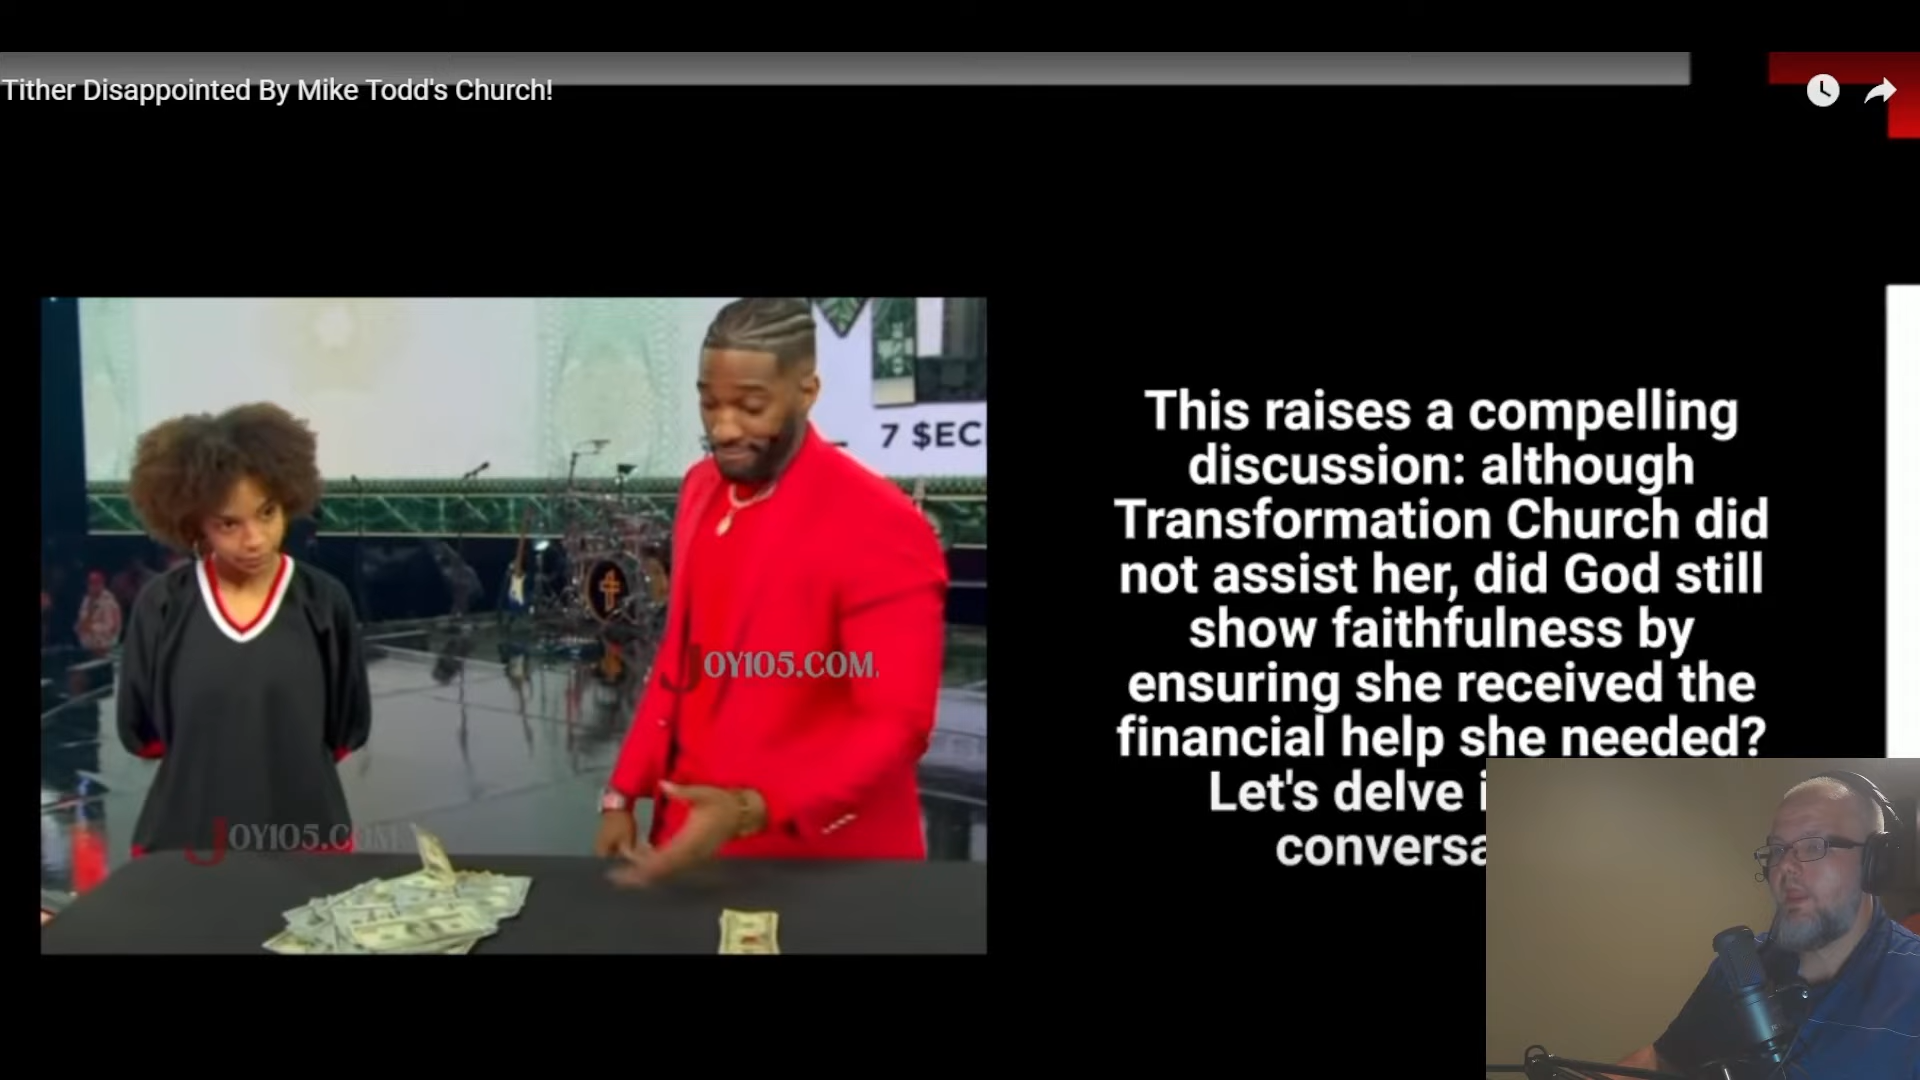 Tither Disappointed By Mike Todd's Church!
7 $EC
JOY105.COM.
JOY105.COM
This raises a compelling
discussion: although
Transformation Church did
not assist her, did God still
show faithfulness by
ensuring she received the
financial help she needed?
Let's delve i
conversa